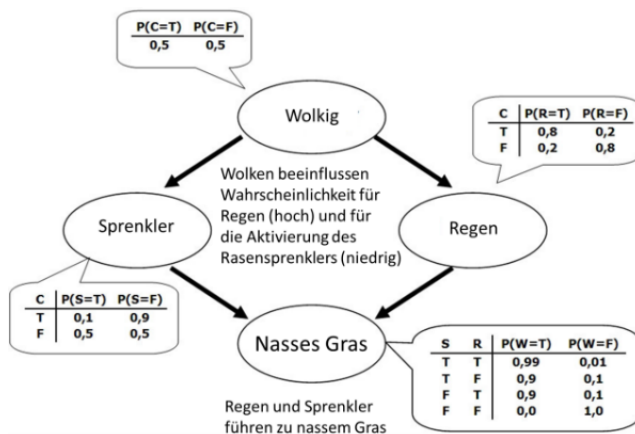 P(C=T) P(C=F)
0,5 0,5
Wolkig
C P(R=T) P(R=F)
T 0,8 0,2
F 0,2 0,8
Wolken beeinflussen
Wahrscheinlichkeit für
Regen (hoch) und für
die Aktivierung des
Rasensprenklers (niedrig)
Sprenkler
Regen
C P(S=T) P(S=F)
T 0,1 0,9
F 0,5 0,5
Nasses Gras
S R P(W=T) P(W=F)
T T 0,99 0,01
T F 0,9 0,1
F T 0,9 0,1
F F 0,0 1,0
Regen und Sprenkler
führen zu nassem Gras